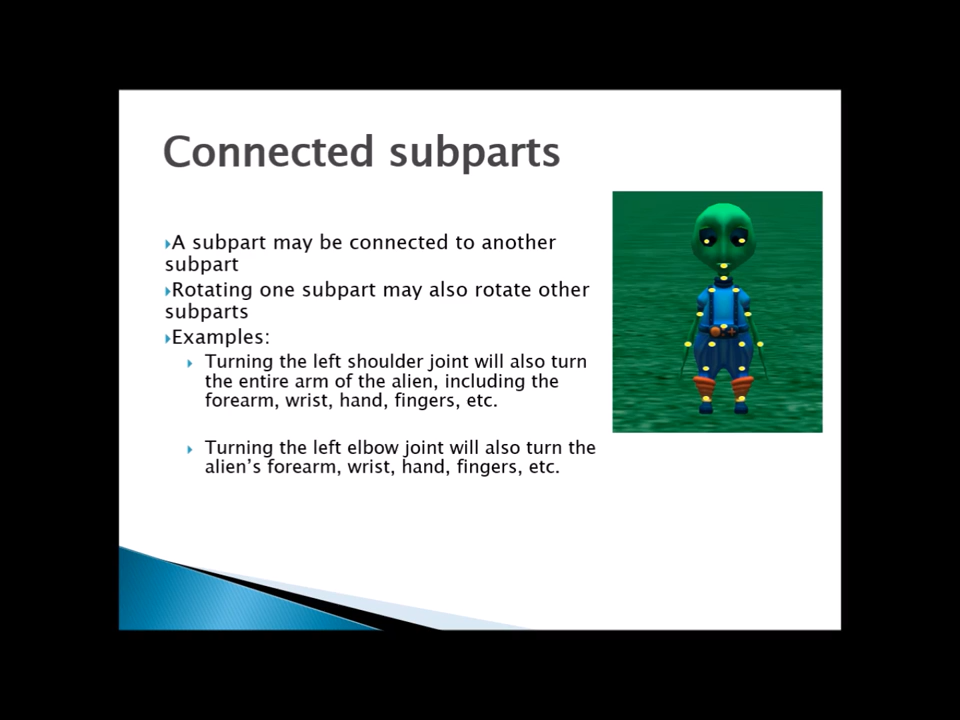 Connected subparts
A subpart may be connected to another
subpart
Rotating one subpart may also rotate other
subparts
Examples:
Turning the left shoulder joint will also turn
the entire arm of the alien, including the
forearm, wrist, hand, fingers, etc.
Turning the left elbow joint will also turn the
alien's forearm, wrist, hand, fingers, etc.